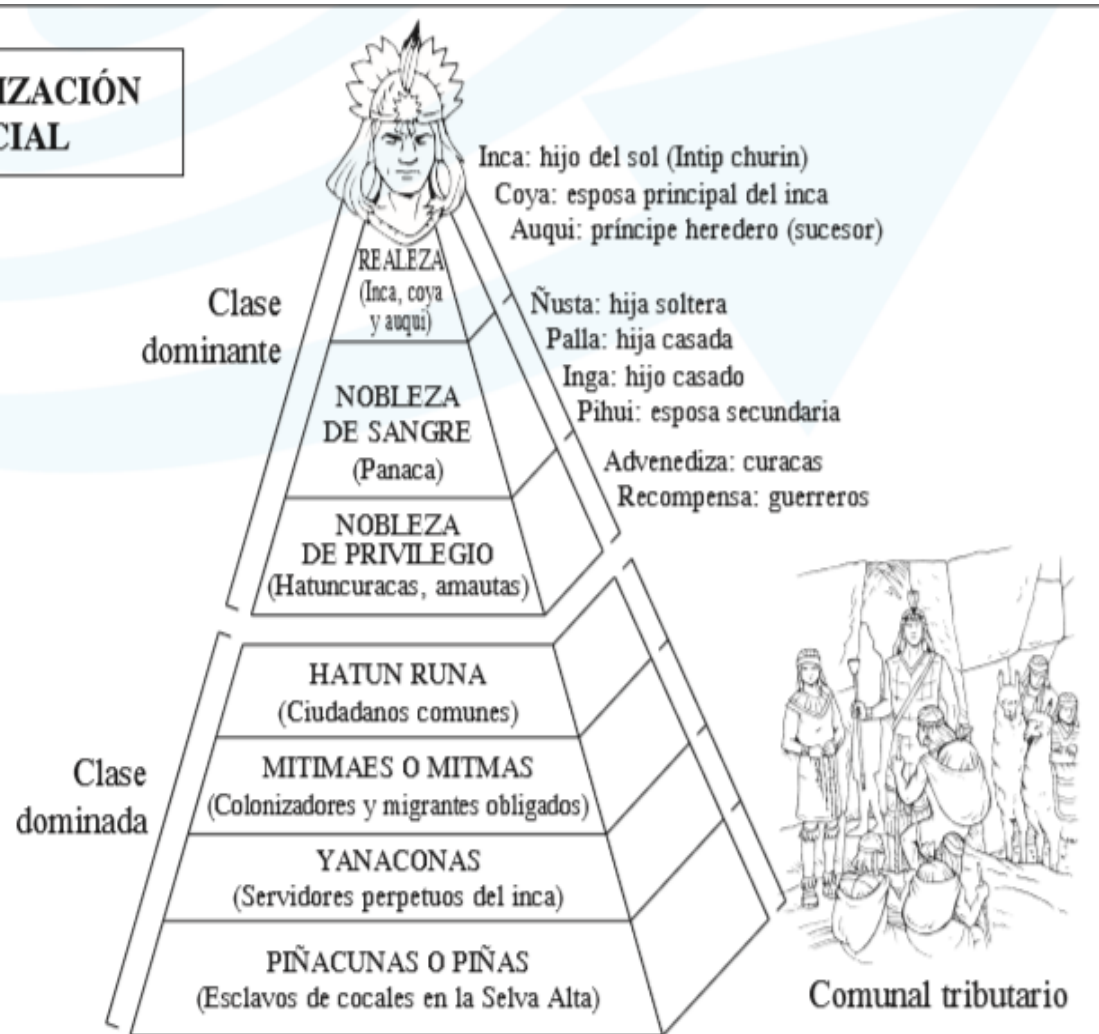 IZACIÓN
CIAL
Inca: hijo del sol (Intip churin)
Coya: esposa principal del inca
Auqui: príncipe heredero (sucesor)
REALEZA
(Inca, coya
y auqui)
Clase
dominante
Ñusta: hija soltera
Palla: hija casada
Inga: hijo casado
Pihui: esposa secundaria
NOBLEZA
DE SANGRE
(Panaca)
Advenediza: curacas
Recompensa: guerreros
NOBLEZA
DE PRIVILEGIO
(Hatuncuracas, amautas)
HATUN RUNA
(Ciudadanos comunes)
Clase
dominada
MITIMAES O MITMAS
(Colonizadores y migrantes obligados)
YANACONAS
(Servidores perpetuos del inca)
PIÑACUNAS O PIÑAS
(Esclavos de cocales en la Selva Alta)
Comunal tributario